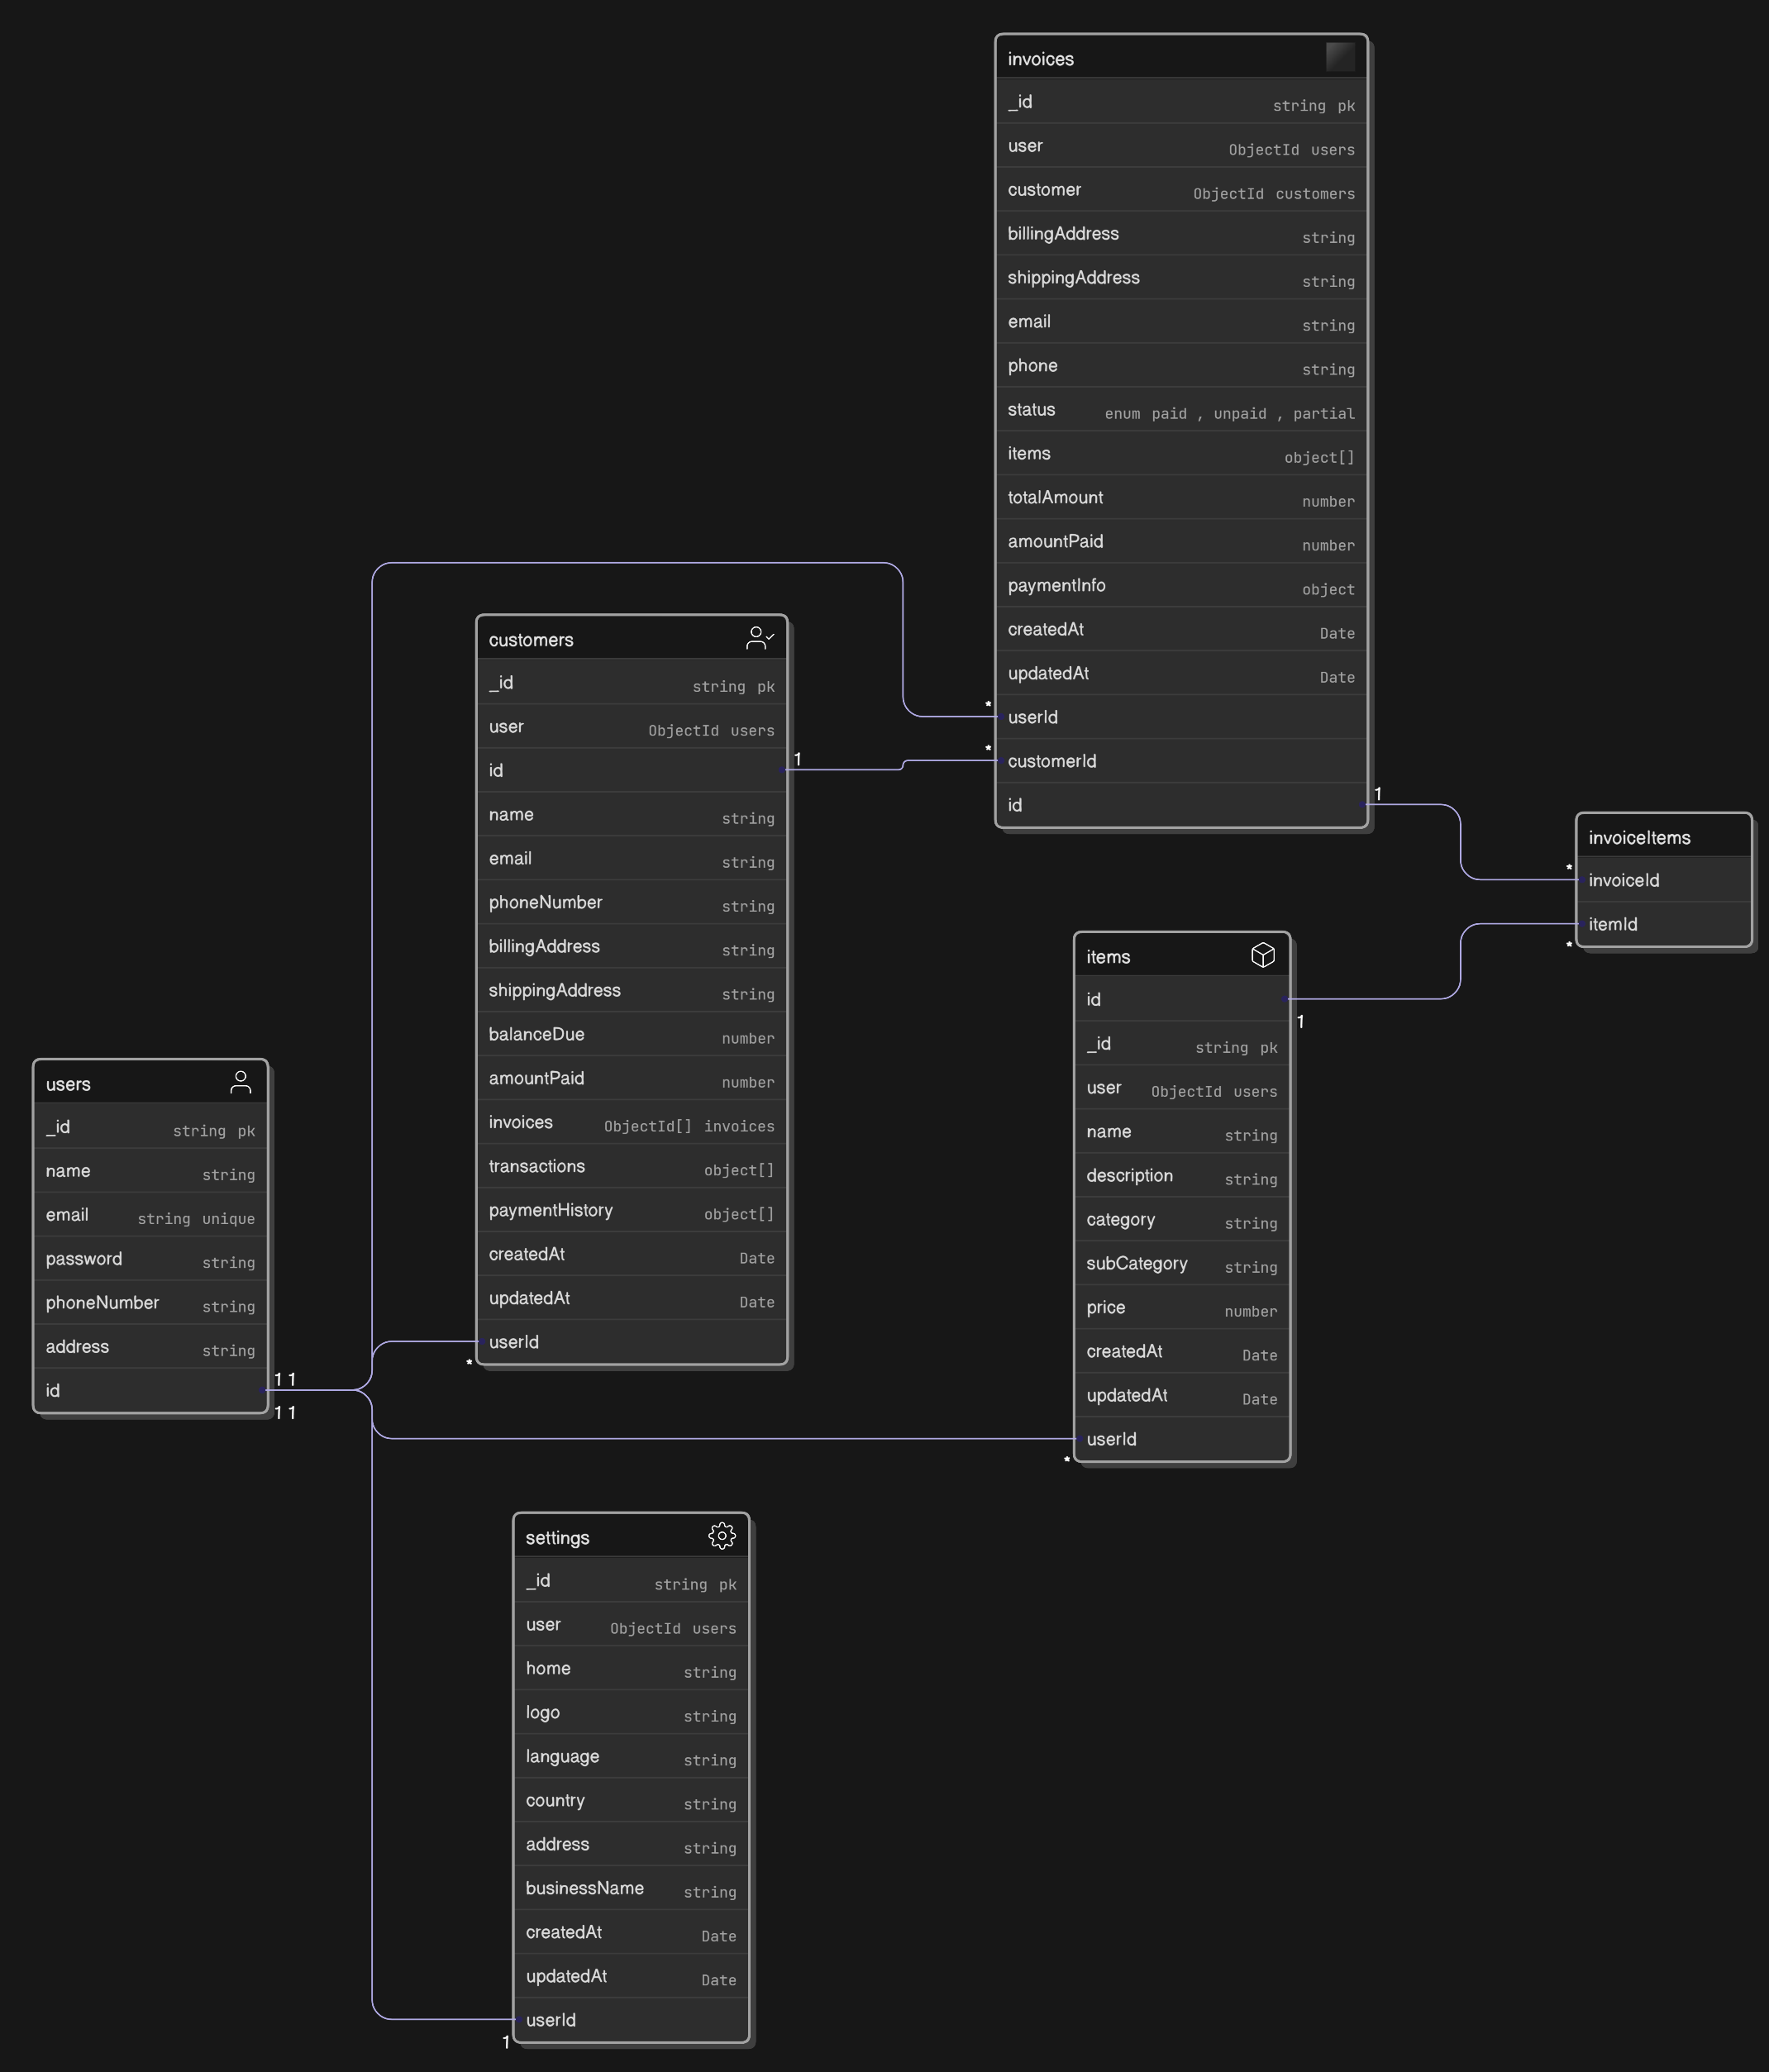 invoices
_id string pk
user ObjectId users
customer ObjectId customers
billingAddress string
shippingAddress string
email string
phone string
status enum paid , unpaid , partial
items object[]
totalAmount number
amountPaid number
paymentInfo object
createdAt Date
updatedAt Date
* userId
* customerId
id 1
customers
_id string pk
user ObjectId users
id 1
name string
email string
phoneNumber string
billingAddress string
shippingAddress string
balanceDue number
amountPaid number
invoices ObjectId[] invoices
transactions object[]
paymentHistory object[]
createdAt Date
updatedAt Date
userId
*
invoiceItems
* invoiceId
itemId
*
items
id
1
_id string pk
user ObjectId users
name string
description string
category string
subCategory string
price number
createdAt Date
updatedAt Date
userId
*
users
_id string pk
name string
email string unique
password string
phoneNumber string
address string
id 1 1
1 1
settings
_id string pk
user ObjectId users
home string
logo string
language string
country string
address string
businessName string
createdAt Date
updatedAt Date
userId
1